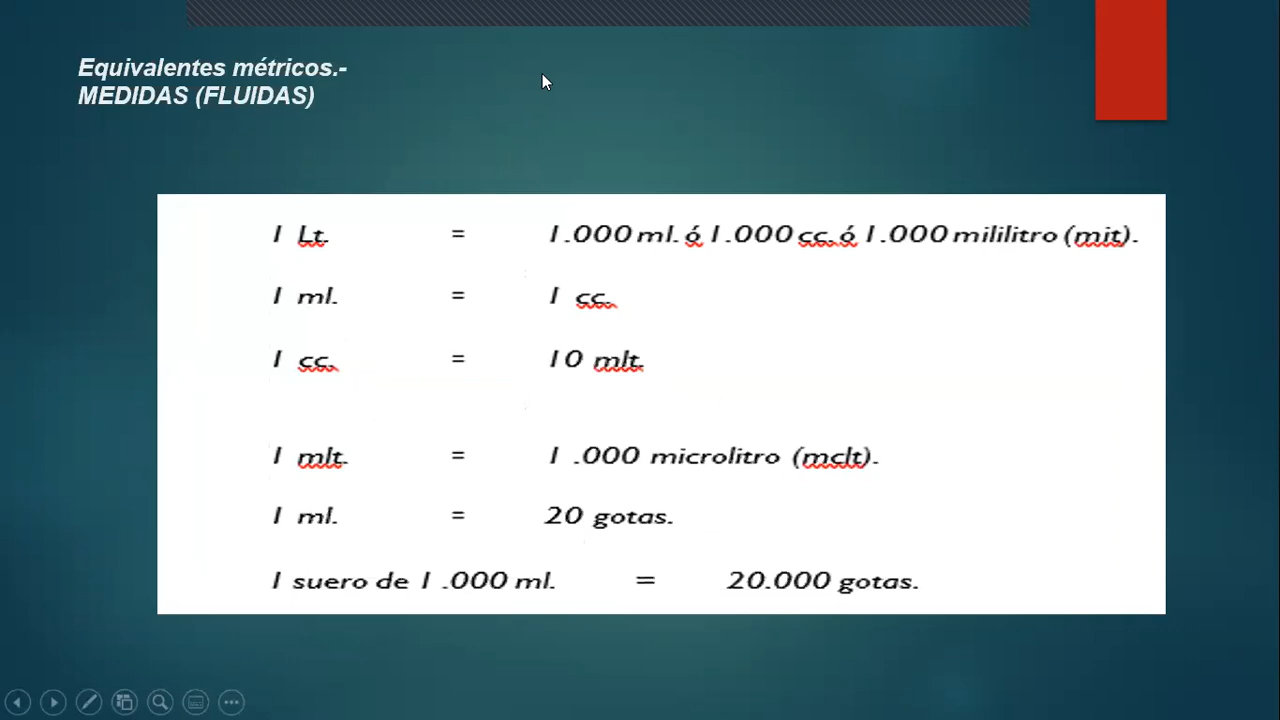 Equivalentes métricos.-
MEDIDAS (FLUIDAS)
1 Lt. = 1.000 ml. ó 1.000 cc. ó 1.000 mililitro (mit).
1 ml. = 1 cc.
1 cc. = 10 mlt.
1 mlt. = 1 .000 microlitro (mclt).
1 ml. = 20 gotas.
1 suero de 1 .000 ml. = 20.000 gotas.